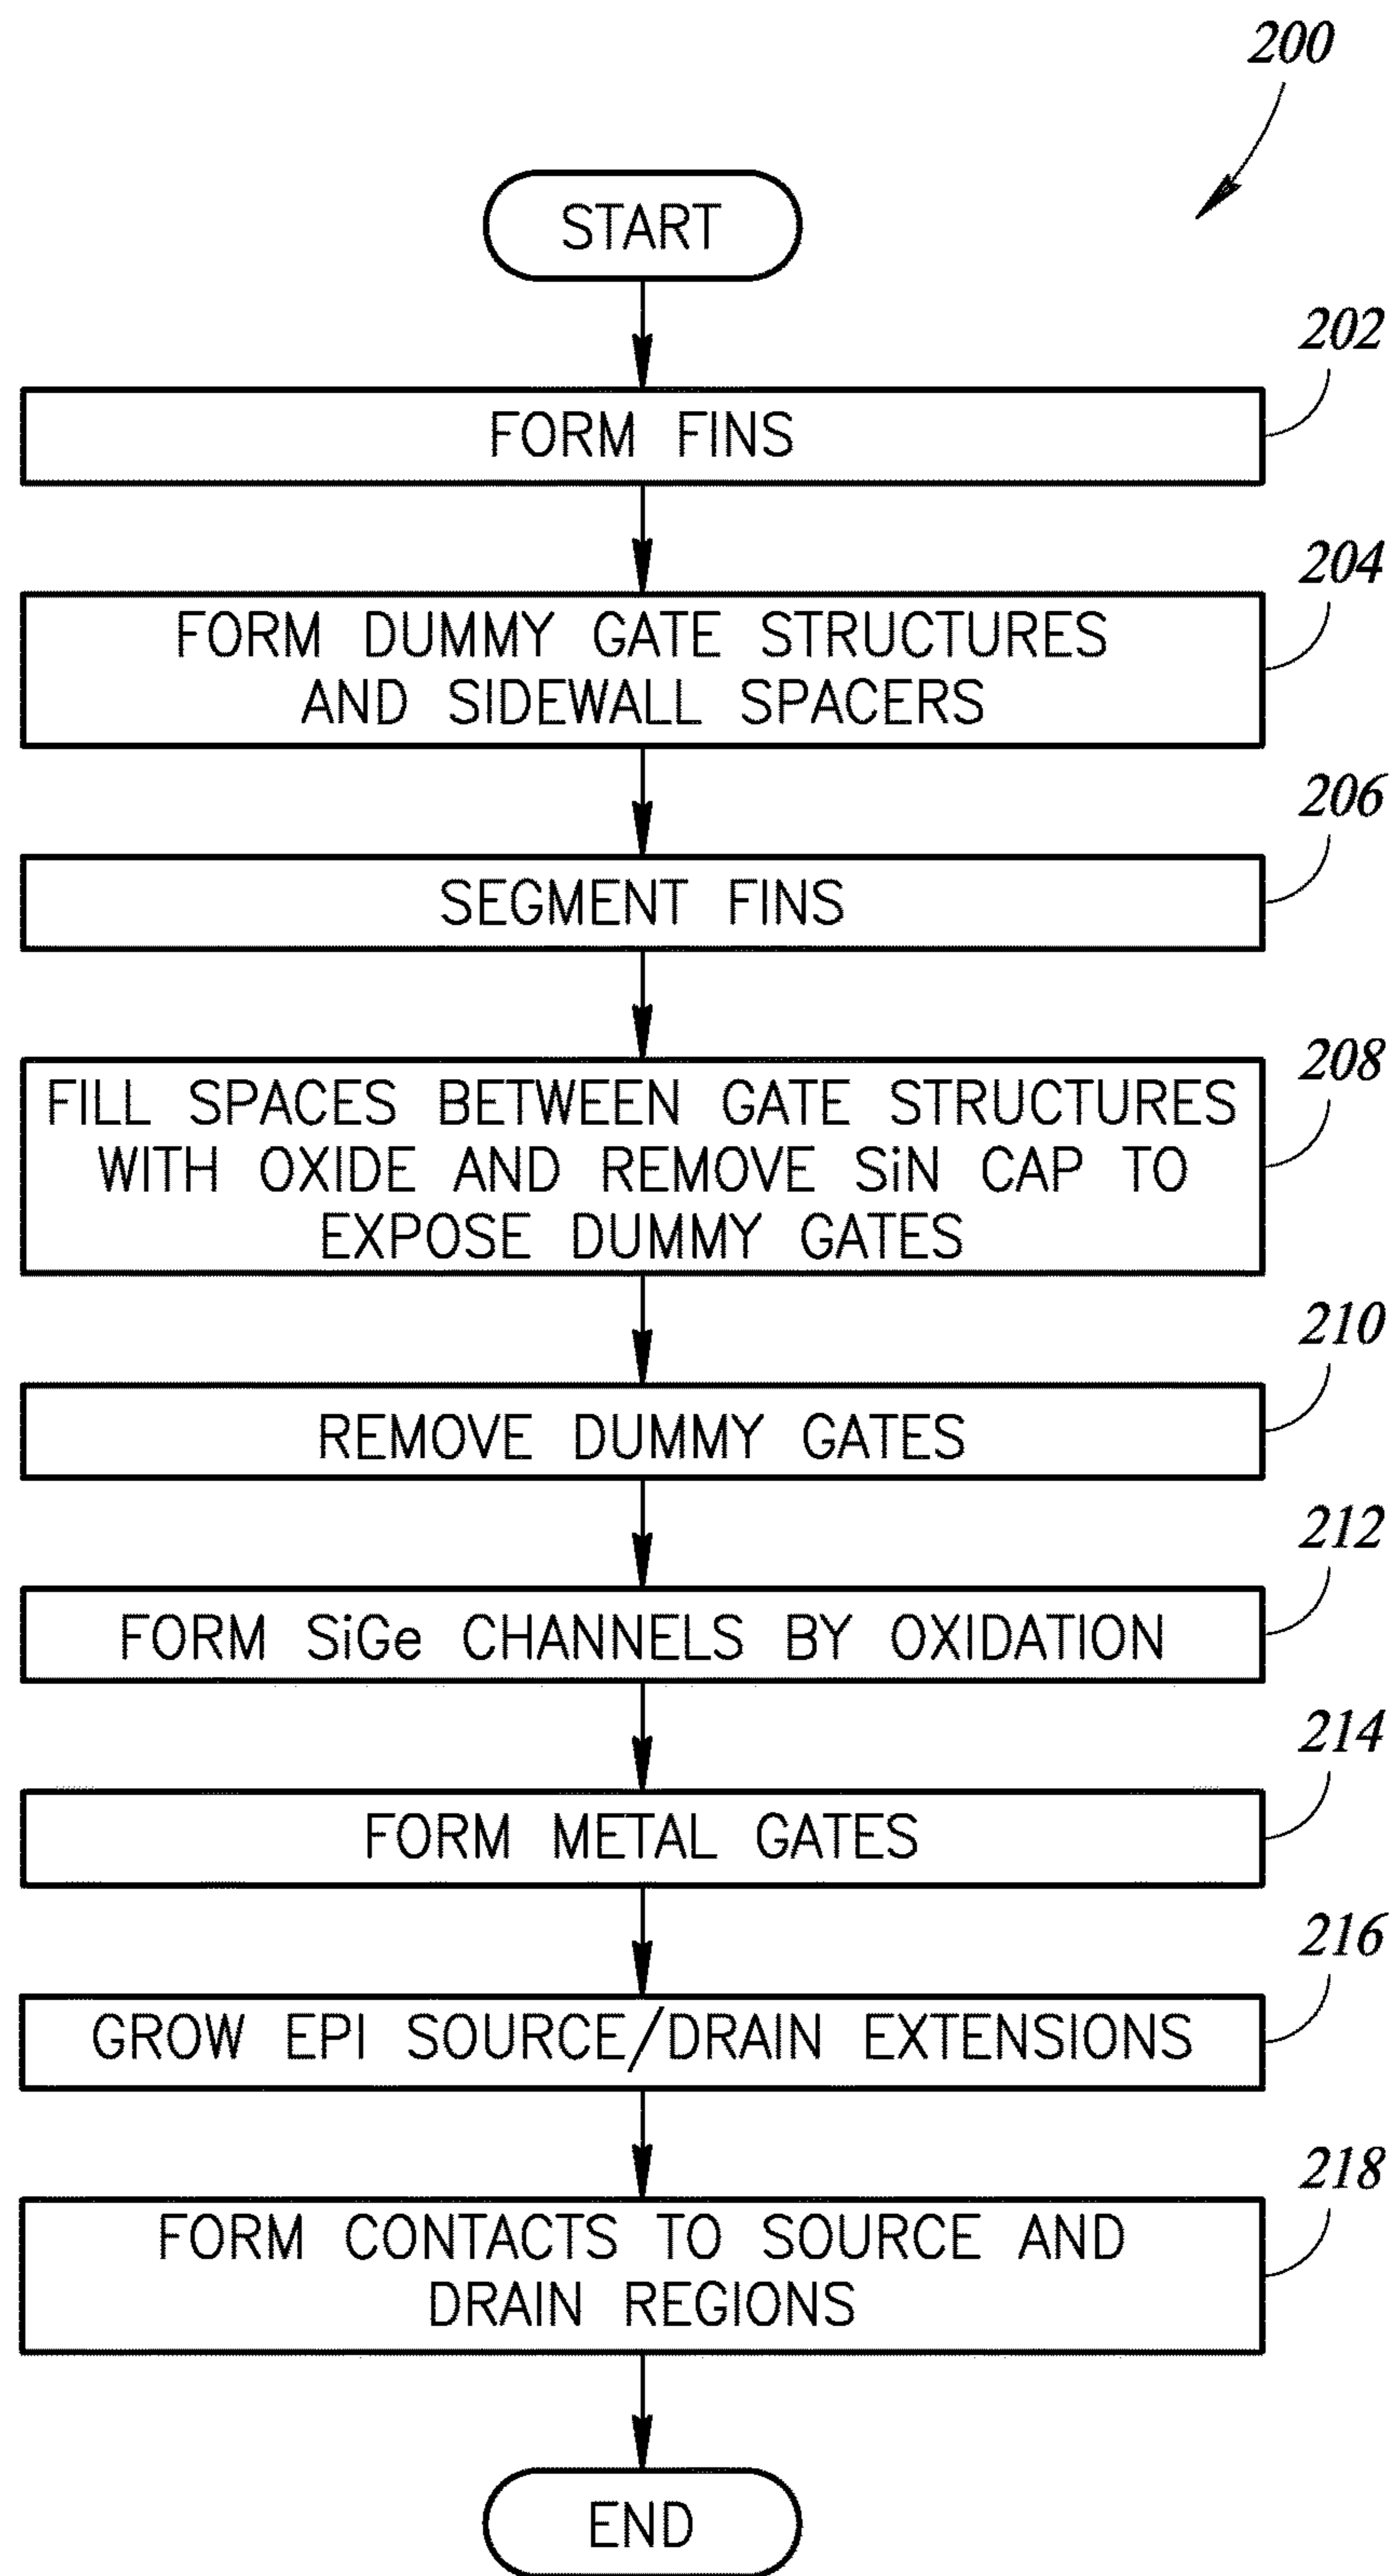 200
START
202
FORM FINS
204
FORM DUMMY GATE STRUCTURES
AND SIDEWALL SPACERS
206
SEGMENT FINS
208
FILL SPACES BETWEEN GATE STRUCTURES
WITH OXIDE AND REMOVE SiN CAP TO
EXPOSE DUMMY GATES
210
REMOVE DUMMY GATES
212
FORM SiGe CHANNELS BY OXIDATION
214
FORM METAL GATES
216
GROW EPI SOURCE/DRAIN EXTENSIONS
218
FORM CONTACTS TO SOURCE AND
DRAIN REGIONS
END